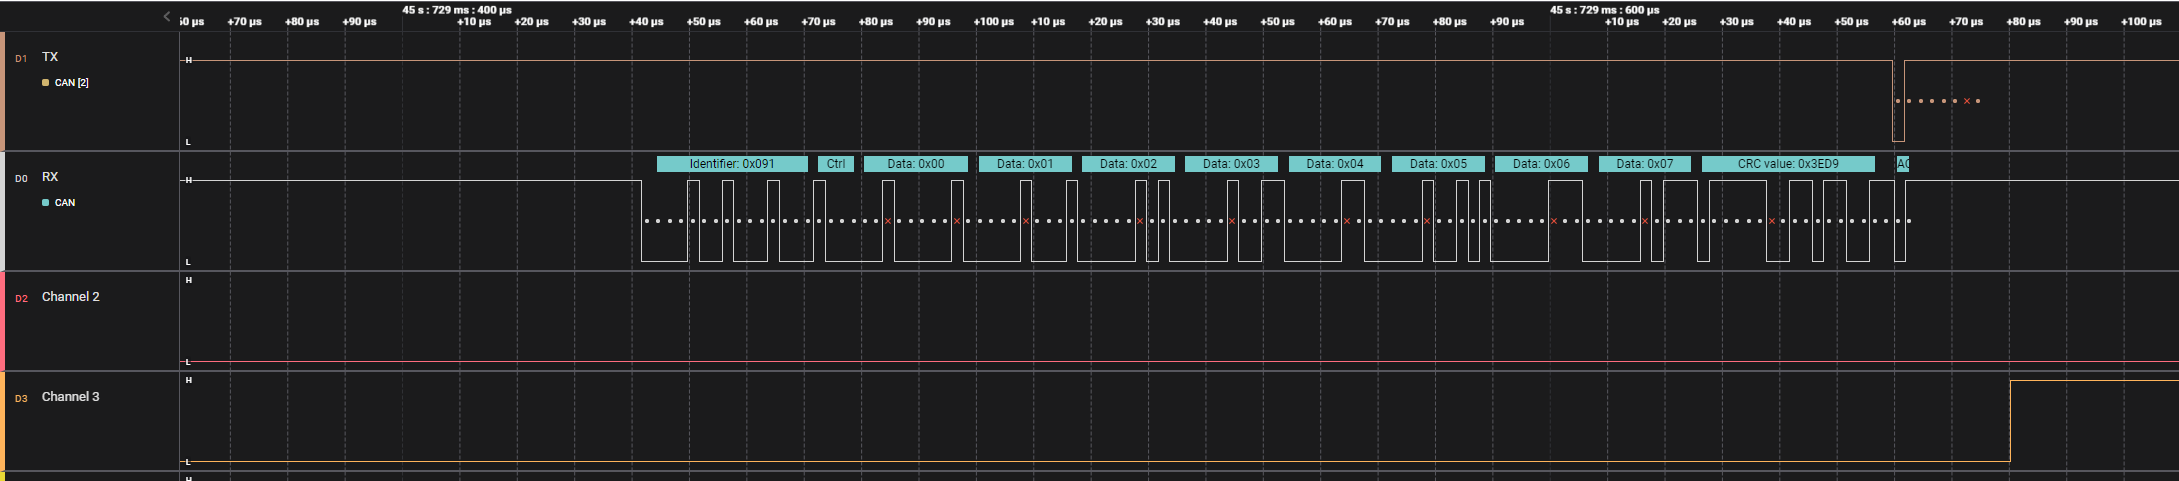 45 s : 729 ms : 400 µs 45 s : 729 ms : 600 µs
+70 µs +80 µs +90 µs +10 µs +20 µs +30 µs +40 µs +50 µs +60 µs +70 µs +80 µs +90 µs +100 µs +10 µs +20 µs +30 µs +40 µs +50 µs +60 µs +70 µs +80 µs +90 µs +10 µs +20 µs +30 µs +40 µs +50 µs +60 µs +70 µs +80 µs +90 µs +100 µs
D1 TX H
CAN [2]
L
Identifier: 0x091 Ctrl Data: 0x00 Data: 0x01 Data: 0x02 Data: 0x03 Data: 0x04 Data: 0x05 Data: 0x06 Data: 0x07 CRC value: 0x3ED9
D0 RX H
CAN
L
H
D2 Channel 2
L
H
D3 Channel 3
L